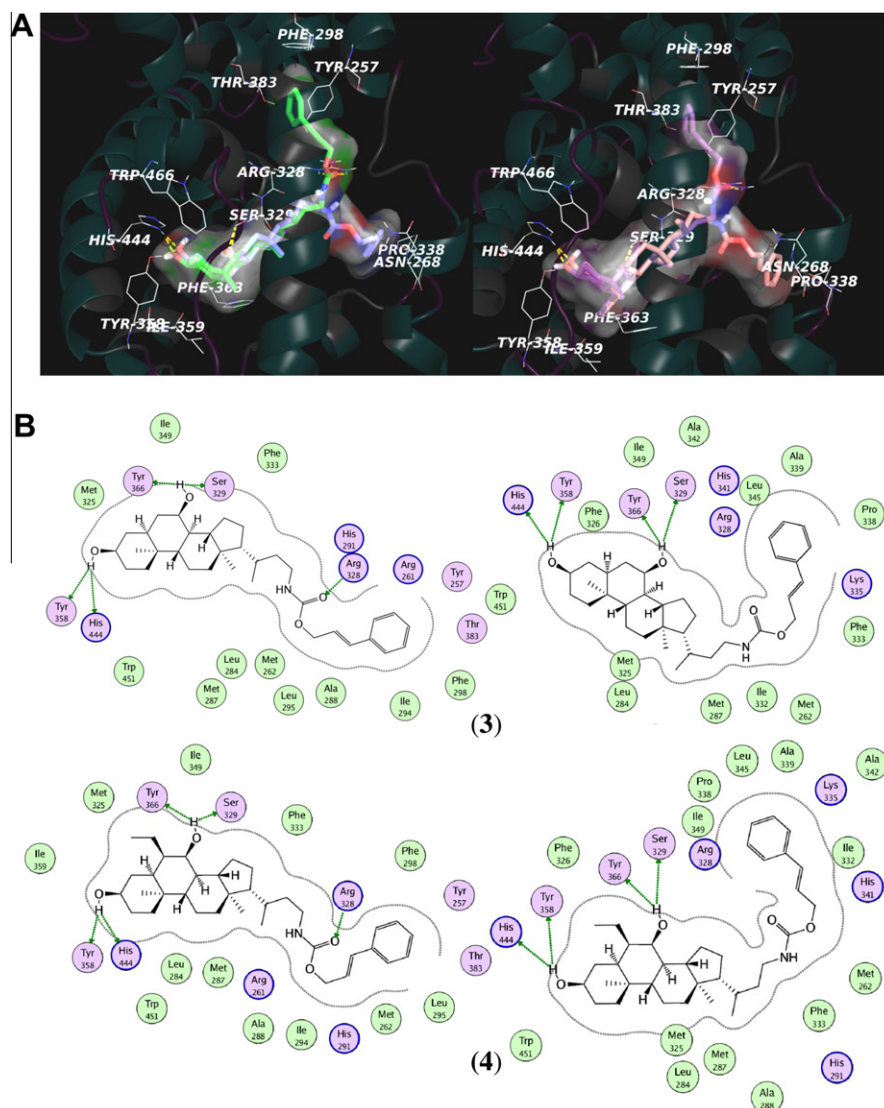 A
PHE-298
TYR-257
THR-383
TRP-466
ARG-328
SER-329
HIS-444
PRO-338
ASN-268
PHE-363
TYR-358
ILE-359
PHE-298
TYR-257
THR-383
TRP-466
ARG-328
HIS-444
ASN-268
PRO-338
PHE-363
TYR-358
ILE-359
B
Ile
349
Phe
333
Tyr
366
Ser
329
Met
325
H
O
H
H
H
H
His
291
Arg
328
Arg
261
Tyr
257
Thr
383
H
O
N
H
O
O
Tyr
358
His
444
Trp
451
Leu
284
Met
287
Met
262
Leu
295
Ala
288
Ile
294
Phe
298
Ala
342
Ile
349
His
341
Ala
339
Leu
345
Pro
338
His
444
Tyr
358
Phe
326
Tyr
366
Ser
329
Arg
328
Lys
335
Phe
333
Trp
451
H
O
H
O
H
H
H
H
O
NH
O
Met
325
Leu
284
Met
287
Ile
332
Met
262
(3)
Ile
349
Met
325
Tyr
366
Ser
329
Phe
333
Ile
359
Phe
298
Arg
328
Tyr
257
Thr
383
H
O
H
O
H
H
H
H
N
H
O
O
Tyr
358
His
444
Leu
284
Met
287
Arg
261
Trp
451
Ala
288
Ile
294
His
291
Met
262
Leu
295
Leu
345
Ala
339
Ala
342
Pro
338
Lys
335
Ile
349
Arg
328
Ile
332
His
341
Phe
326
Tyr
366
Ser
329
Tyr
358
His
444
H
O
H
O
H
H
H
H
O
O
NH
Met
262
Phe
333
Trp
451
Met
325
Leu
284
Met
287
Ala
288
His
291
(4)